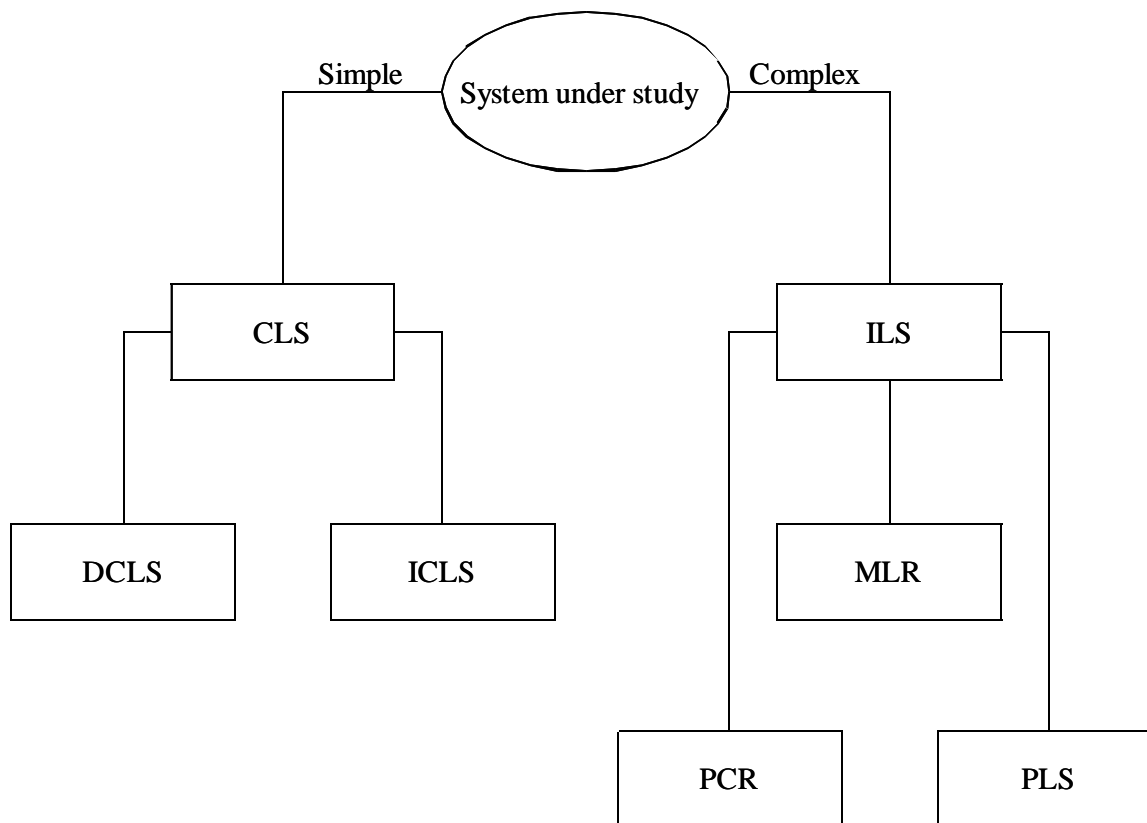 Simple
System under study
Complex
CLS
ILS
DCLS
ICLS
MLR
PCR
PLS